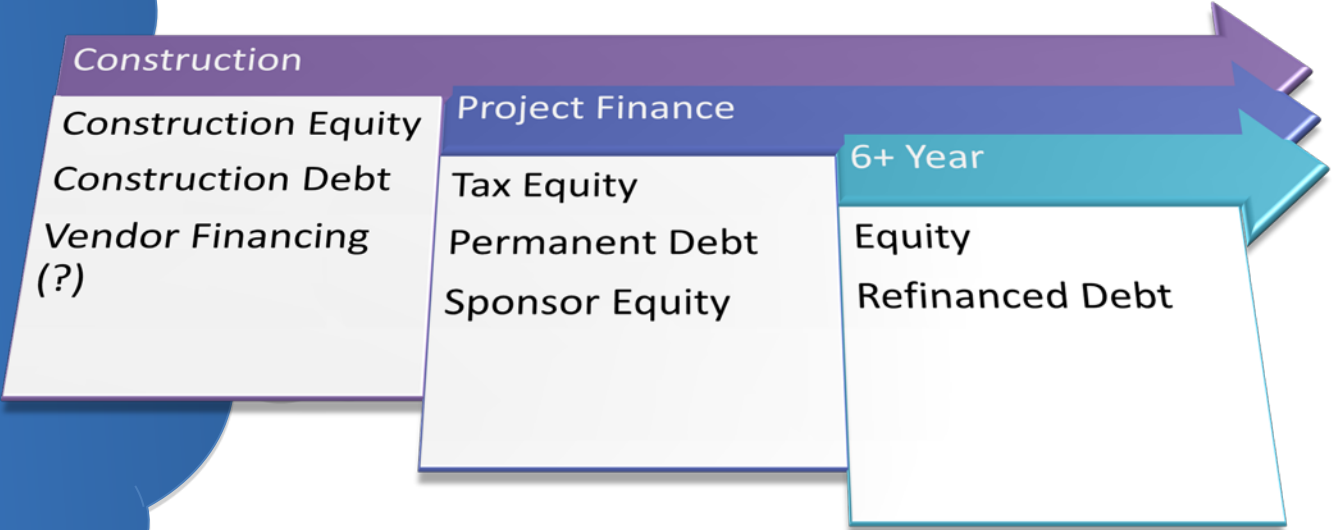 Construction
Construction Equity
Construction Debt
Vendor Financing
(?)
Project Finance
Tax Equity
Permanent Debt
Sponsor Equity
6+ Year
Equity
Refinanced Debt